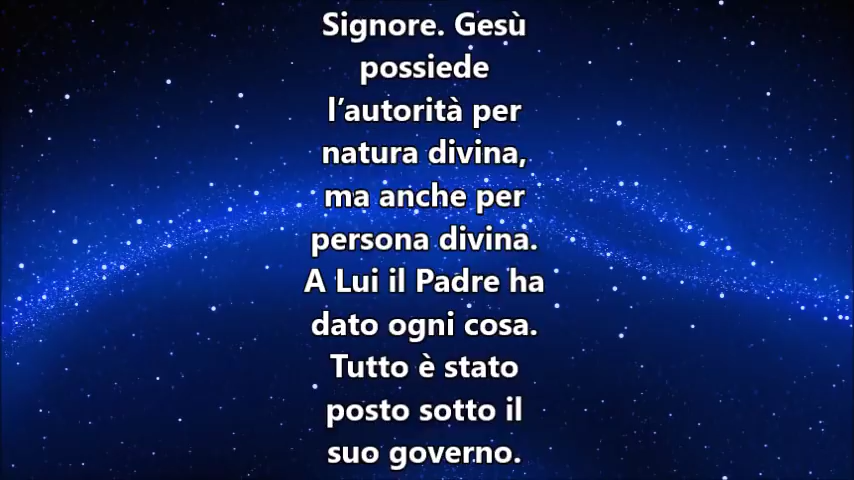 Signore. Gesù
possiede
l’autorità per
natura divina,
ma anche per
persona divina.
A Lui il Padre ha
dato ogni cosa.
Tutto è stato
posto sotto il
suo governo.